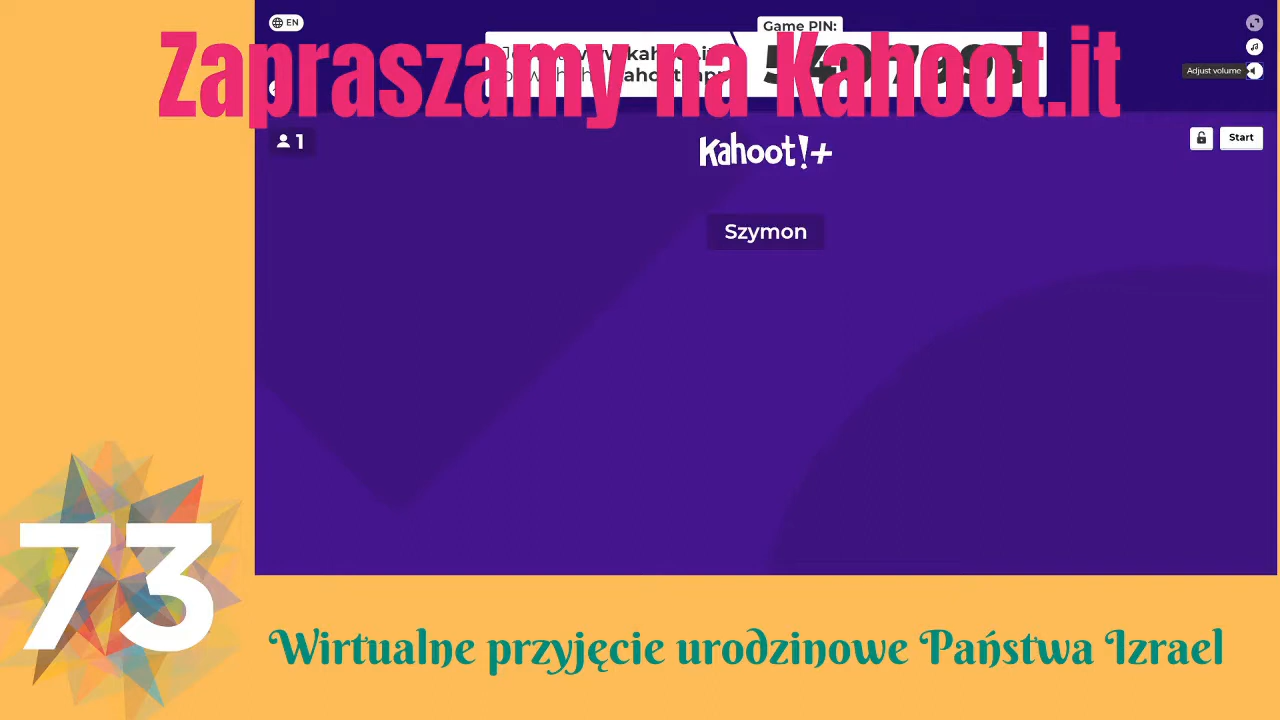 EN
Game PIN:
Zapraszamy na Kahoot.it
Adjust volume
1
Kahoot!+
Start
Szymon
73
Wirtualne przyjęcie urodzinowe Państwa Izrael